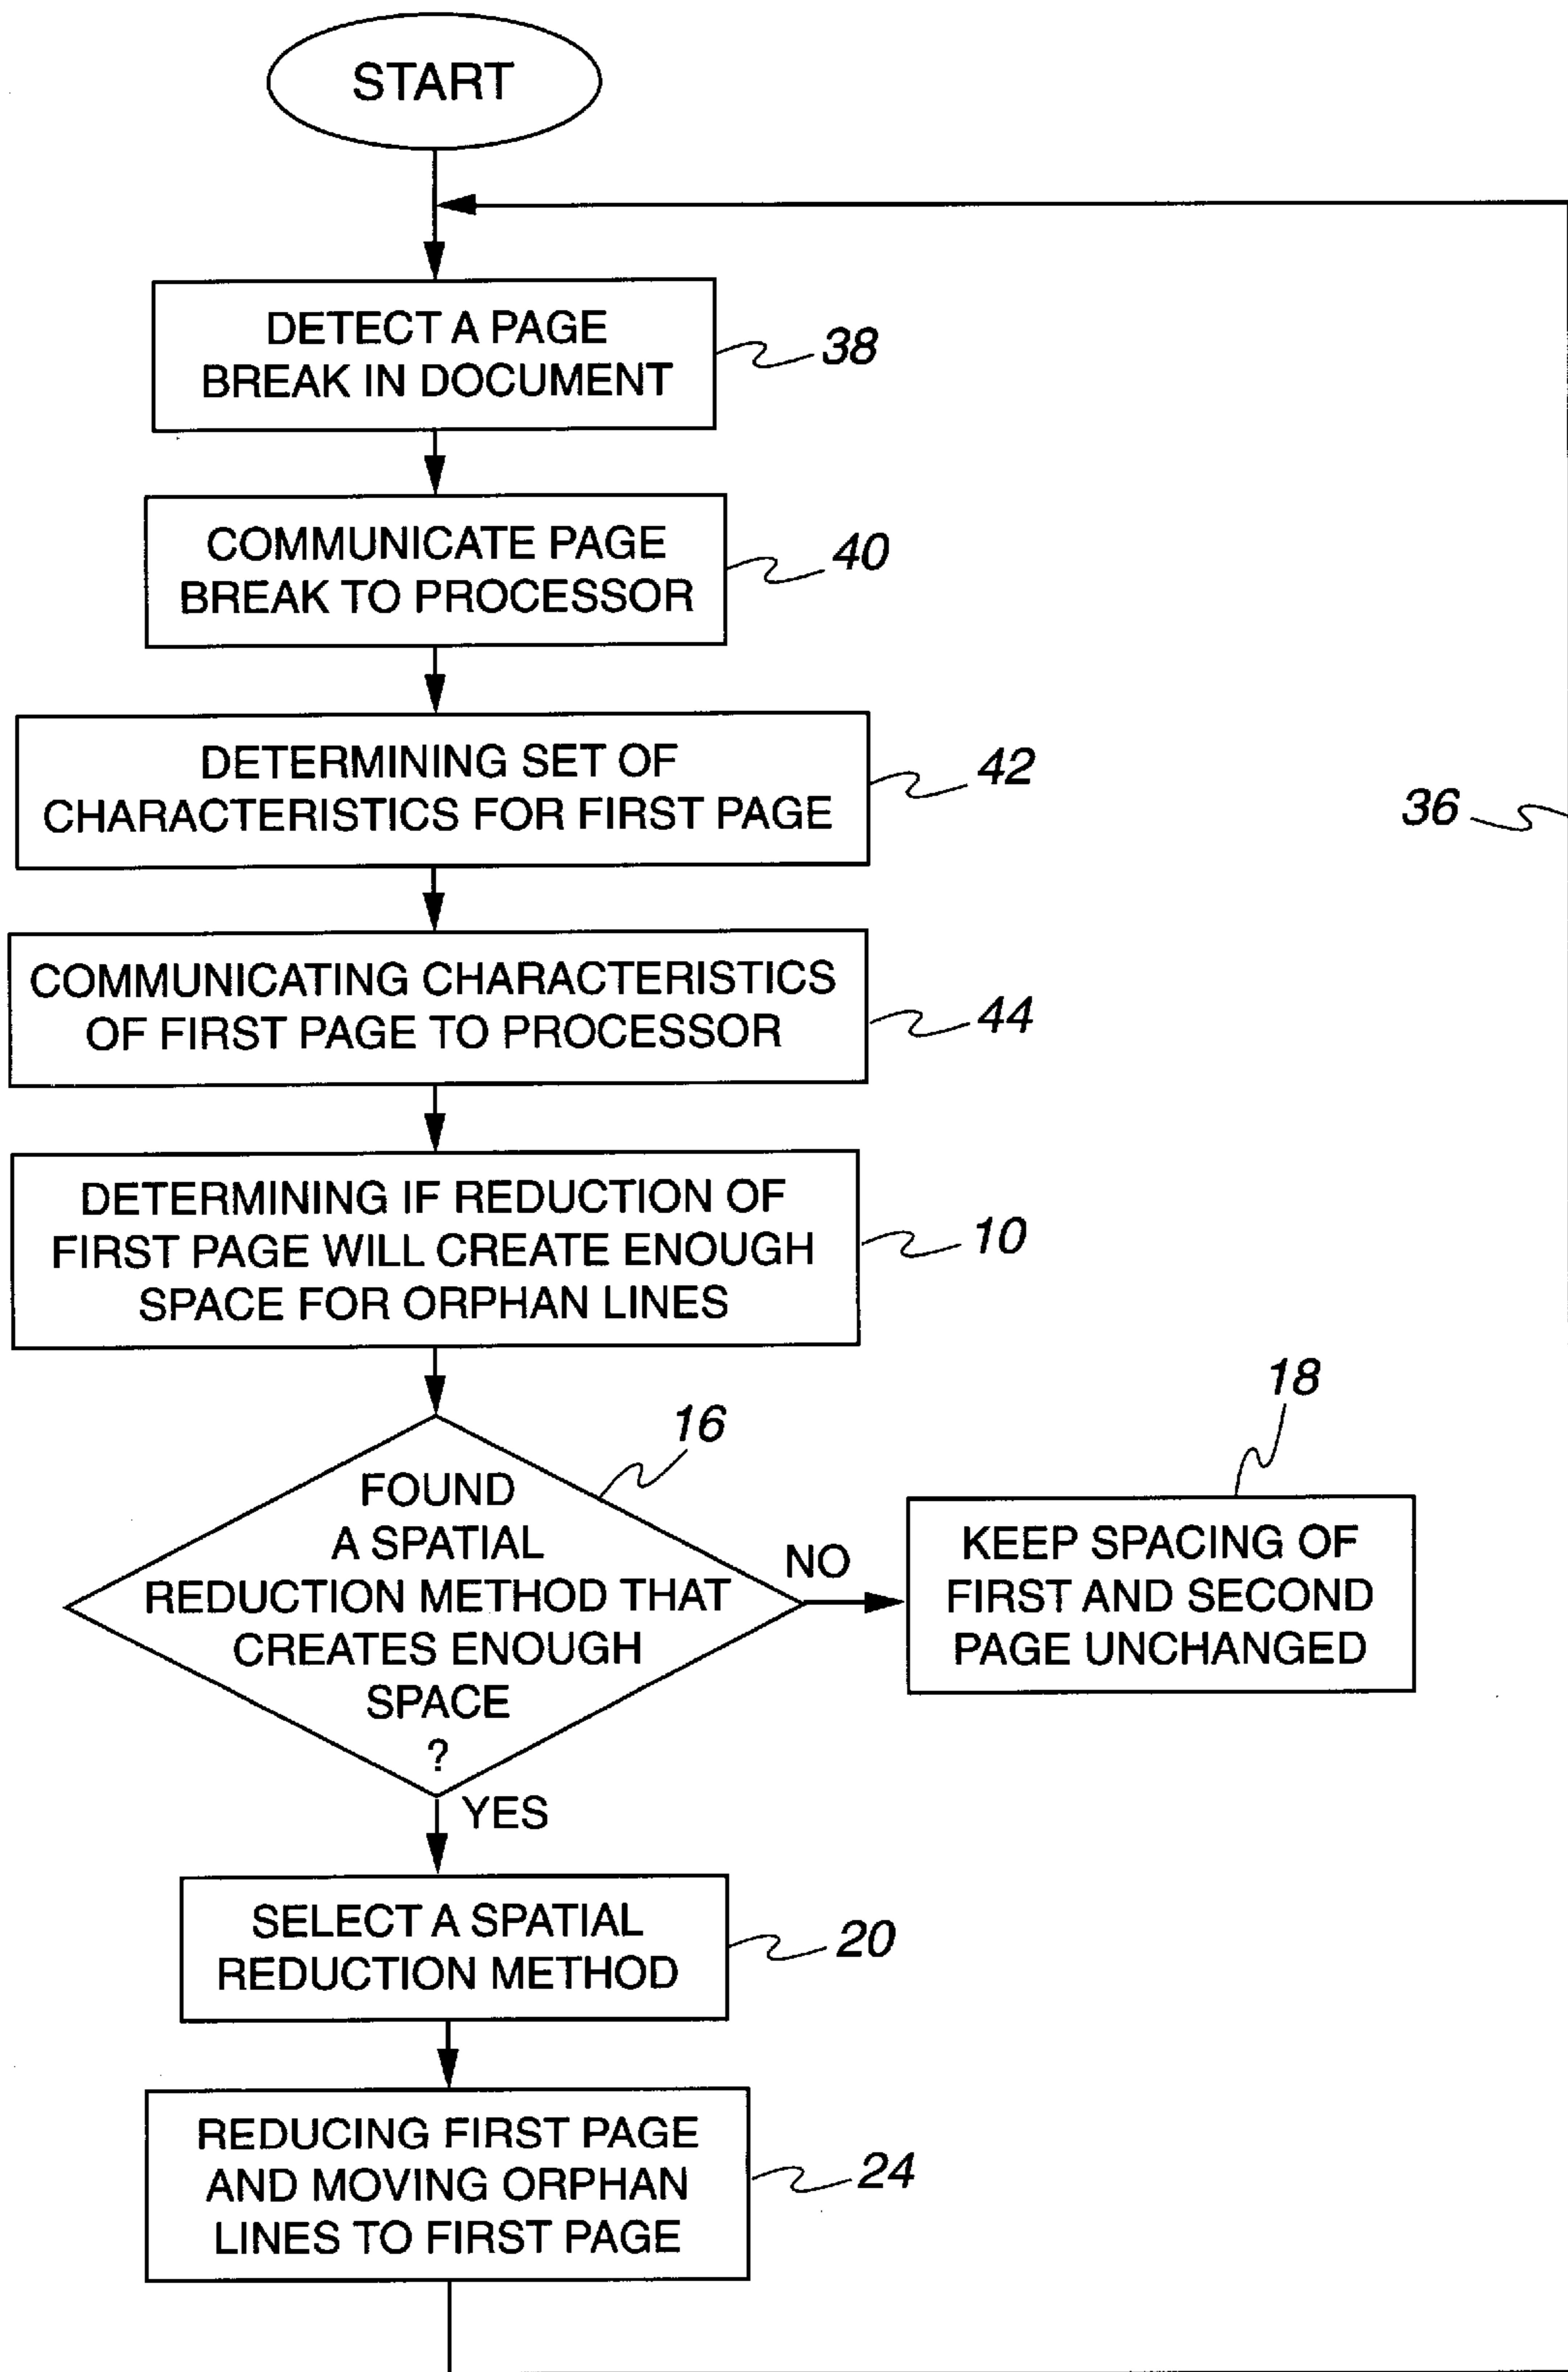 START
DETECT A PAGE
BREAK IN DOCUMENT
38
COMMUNICATE PAGE
BREAK TO PROCESSOR
40
DETERMINING SET OF
CHARACTERISTICS FOR FIRST PAGE
42
36
COMMUNICATING CHARACTERISTICS
OF FIRST PAGE TO PROCESSOR
44
DETERMINING IF REDUCTION OF
FIRST PAGE WILL CREATE ENOUGH
SPACE FOR ORPHAN LINES
10
16
FOUND
A SPATIAL
REDUCTION METHOD THAT
CREATES ENOUGH
SPACE
?
NO
18
KEEP SPACING OF
FIRST AND SECOND
PAGE UNCHANGED
YES
SELECT A SPATIAL
REDUCTION METHOD
20
REDUCING FIRST PAGE
AND MOVING ORPHAN
LINES TO FIRST PAGE
24